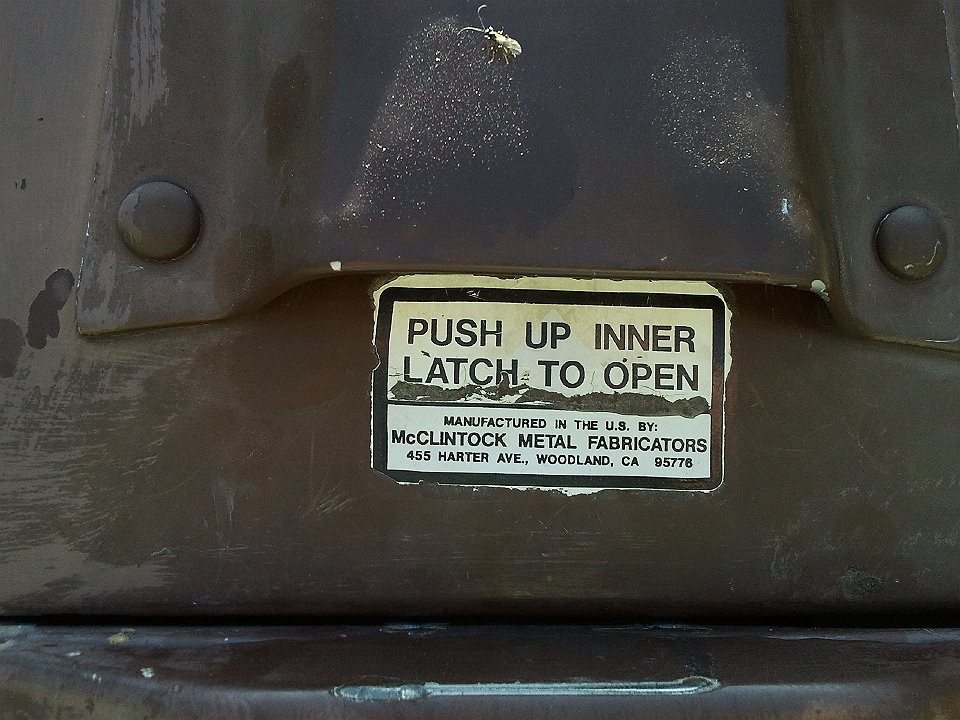 PUSH UP INNER
LATCH TO OPEN
MANUFACTURED IN THE U.S. BY:
McCLINTOCK METAL FABRICATORS
455 HARTER AVE., WOODLAND, CA 95776